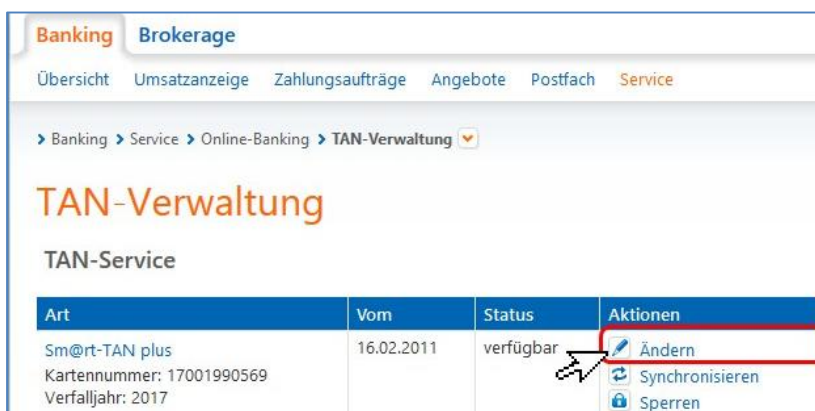 Banking Brokerage
Übersicht Umsatzanzeige Zahlungsaufträge Angebote Postfach Service
Banking Service Online-Banking TAN-Verwaltung
TAN-Verwaltung
TAN-Service
Art Vom Status Aktionen
Sm@rt-TAN plus 16.02.2011 verfügbar Ändern
Kartennummer: 17001990569 Synchronisieren
Verfalljahr: 2017 Sperren